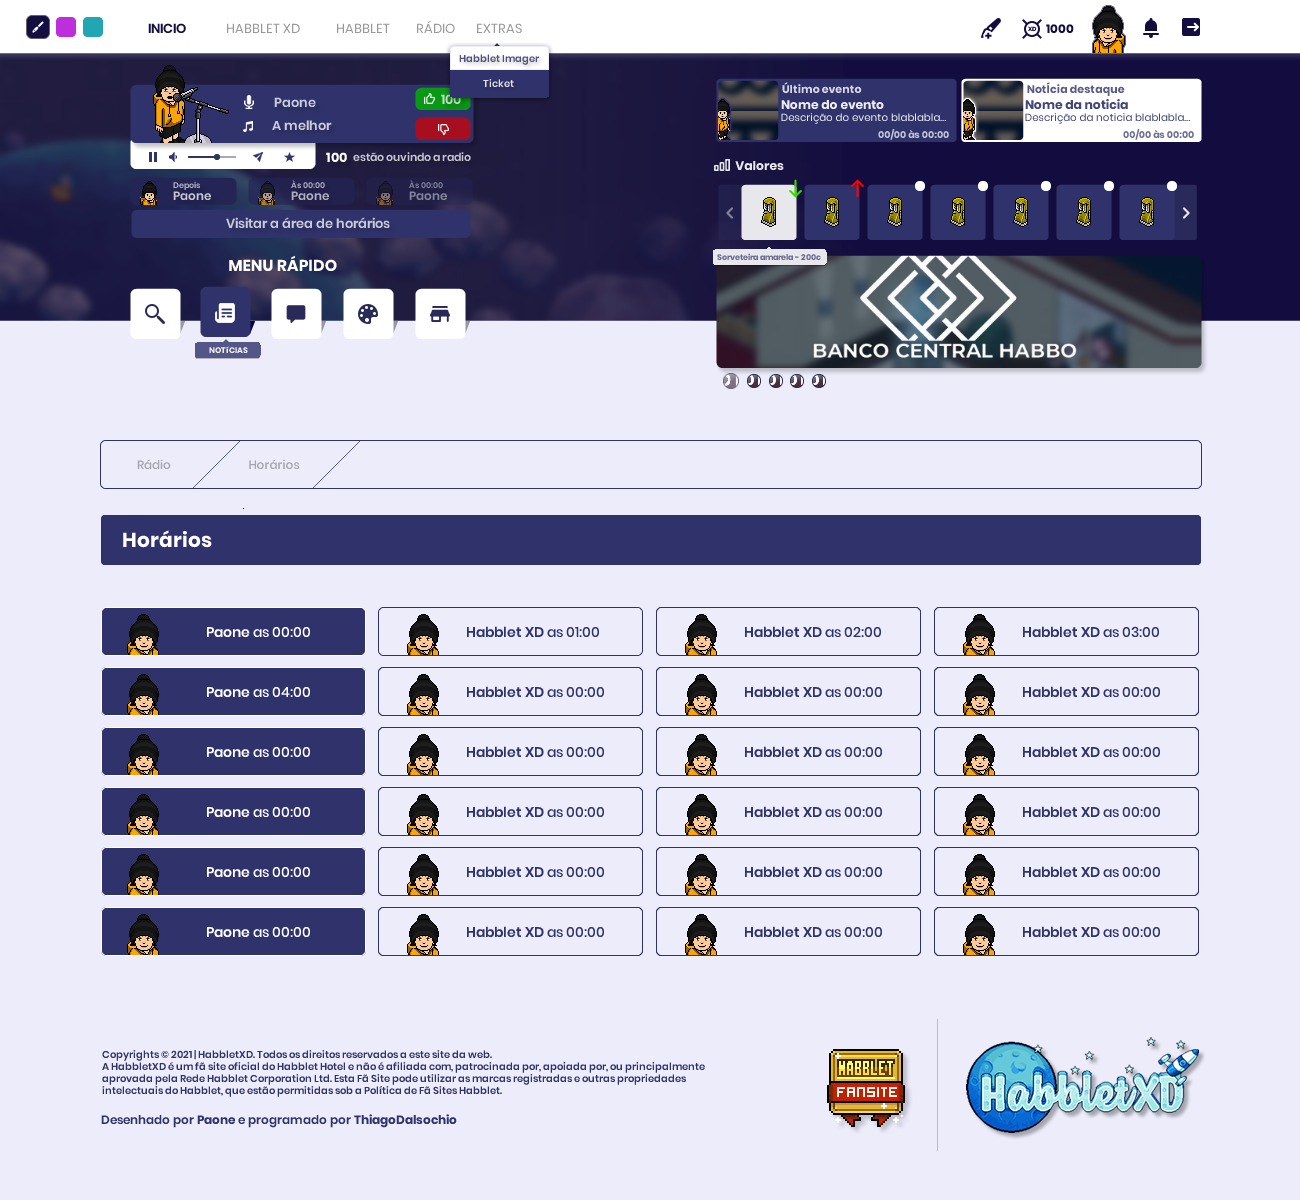 INICIO
HABBLET XD
HABBLET
RÁDIO
EXTRAS
XD 1000
Habblet Imager
Ticket
Paone
100
A melhor
100 estão ouvindo a radio
Depois
Paone
Às 00:00
Paone
Às 00:00
Paone
Visitar a área de horários
MENU RÁPIDO
NOTÍCIAS
Último evento
Nome do evento
Descrição do evento blablabla...
00/00 às 00:00
Notícia destaque
Nome da noticia
Descrição da noticia blablabla...
00/00 às 00:00
Valores
Sorveteira amarela - 200c
BANCO CENTRAL HABBO
Rádio
Horários
Horários
Paone as 00:00
Habblet XD as 01:00
Habblet XD as 02:00
Habblet XD as 03:00
Paone as 04:00
Habblet XD as 00:00
Habblet XD as 00:00
Habblet XD as 00:00
Paone as 00:00
Habblet XD as 00:00
Habblet XD as 00:00
Habblet XD as 00:00
Paone as 00:00
Habblet XD as 00:00
Habblet XD as 00:00
Habblet XD as 00:00
Paone as 00:00
Habblet XD as 00:00
Habblet XD as 00:00
Habblet XD as 00:00
Paone as 00:00
Habblet XD as 00:00
Habblet XD as 00:00
Habblet XD as 00:00
Copyrights © 2021 | HabbletXD. Todos os direitos reservados a este site da web.
A HabbletXD é um fã site oficial do Habblet Hotel e não é afiliada com, patrocinada por, apoiada por, ou principalmente
aprovada pela Rede Habblet Corporation Ltd. Esta Fã Site pode utilizar as marcas registradas e outras propriedades
intelectuais do Habblet, que estão permitidas sob a Política de Fã Sites Habblet.
Desenhado por Paone e programado por ThiagoDalsochio
HABBLET
FANSITE
HabbletXD